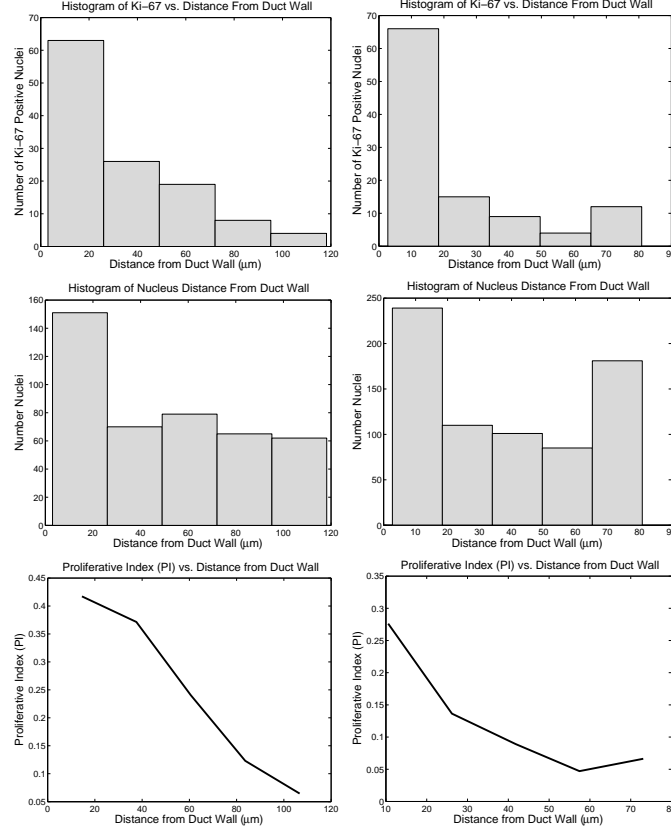 Histogram of Ki−67 vs. Distance From Duct Wall
Number of Ki−67 Positive Nuclei
70
60
50
40
30
20
10
0
0 20 40 60 80 100 120
Distance from Duct Wall (μm)
Histogram of Ki−67 vs. Distance From Duct Wall
Number of Ki−67 Positive Nuclei
70
60
50
40
30
20
10
0
0 10 20 30 40 50 60 70 80 90
Distance from Duct Wall (μm)
Histogram of Nucleus Distance From Duct Wall
Number Nuclei
160
140
120
100
80
60
40
20
0
0 20 40 60 80 100 120
Distance from Duct Wall (μm)
Histogram of Nucleus Distance From Duct Wall
Number Nuclei
250
200
150
100
50
0
0 10 20 30 40 50 60 70 80 90
Distance from Duct Wall (μm)
Proliferative Index (PI) vs. Distance from Duct Wall
Proliferative Index (PI)
0.45
0.4
0.35
0.3
0.25
0.2
0.15
0.1
0.05
0 20 40 60 80 100 120
Distance from Duct Wall (μm)
Proliferative Index (PI) vs. Distance from Duct Wall
Proliferative Index (PI)
0.35
0.3
0.25
0.2
0.15
0.1
0.05
0
10 20 30 40 50 60 70 80
Distance from Duct Wall (μm)